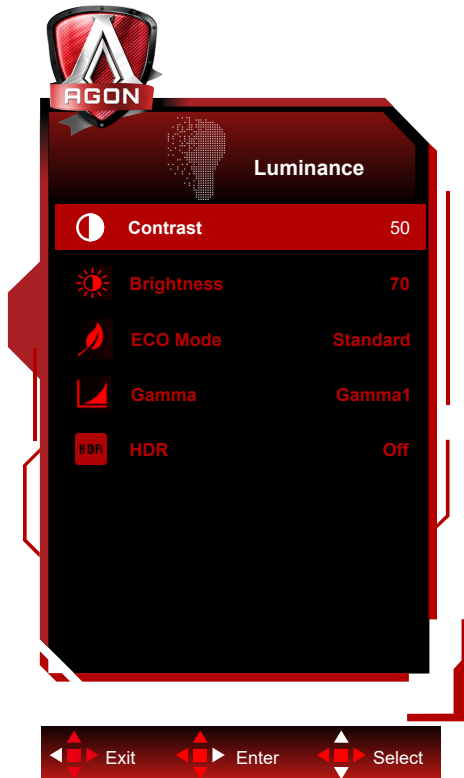 AGON
Luminance
Contrast 50
Brightness 70
ECO Mode Standard
Gamma Gamma1
HDR HDR Off
Exit Enter Select